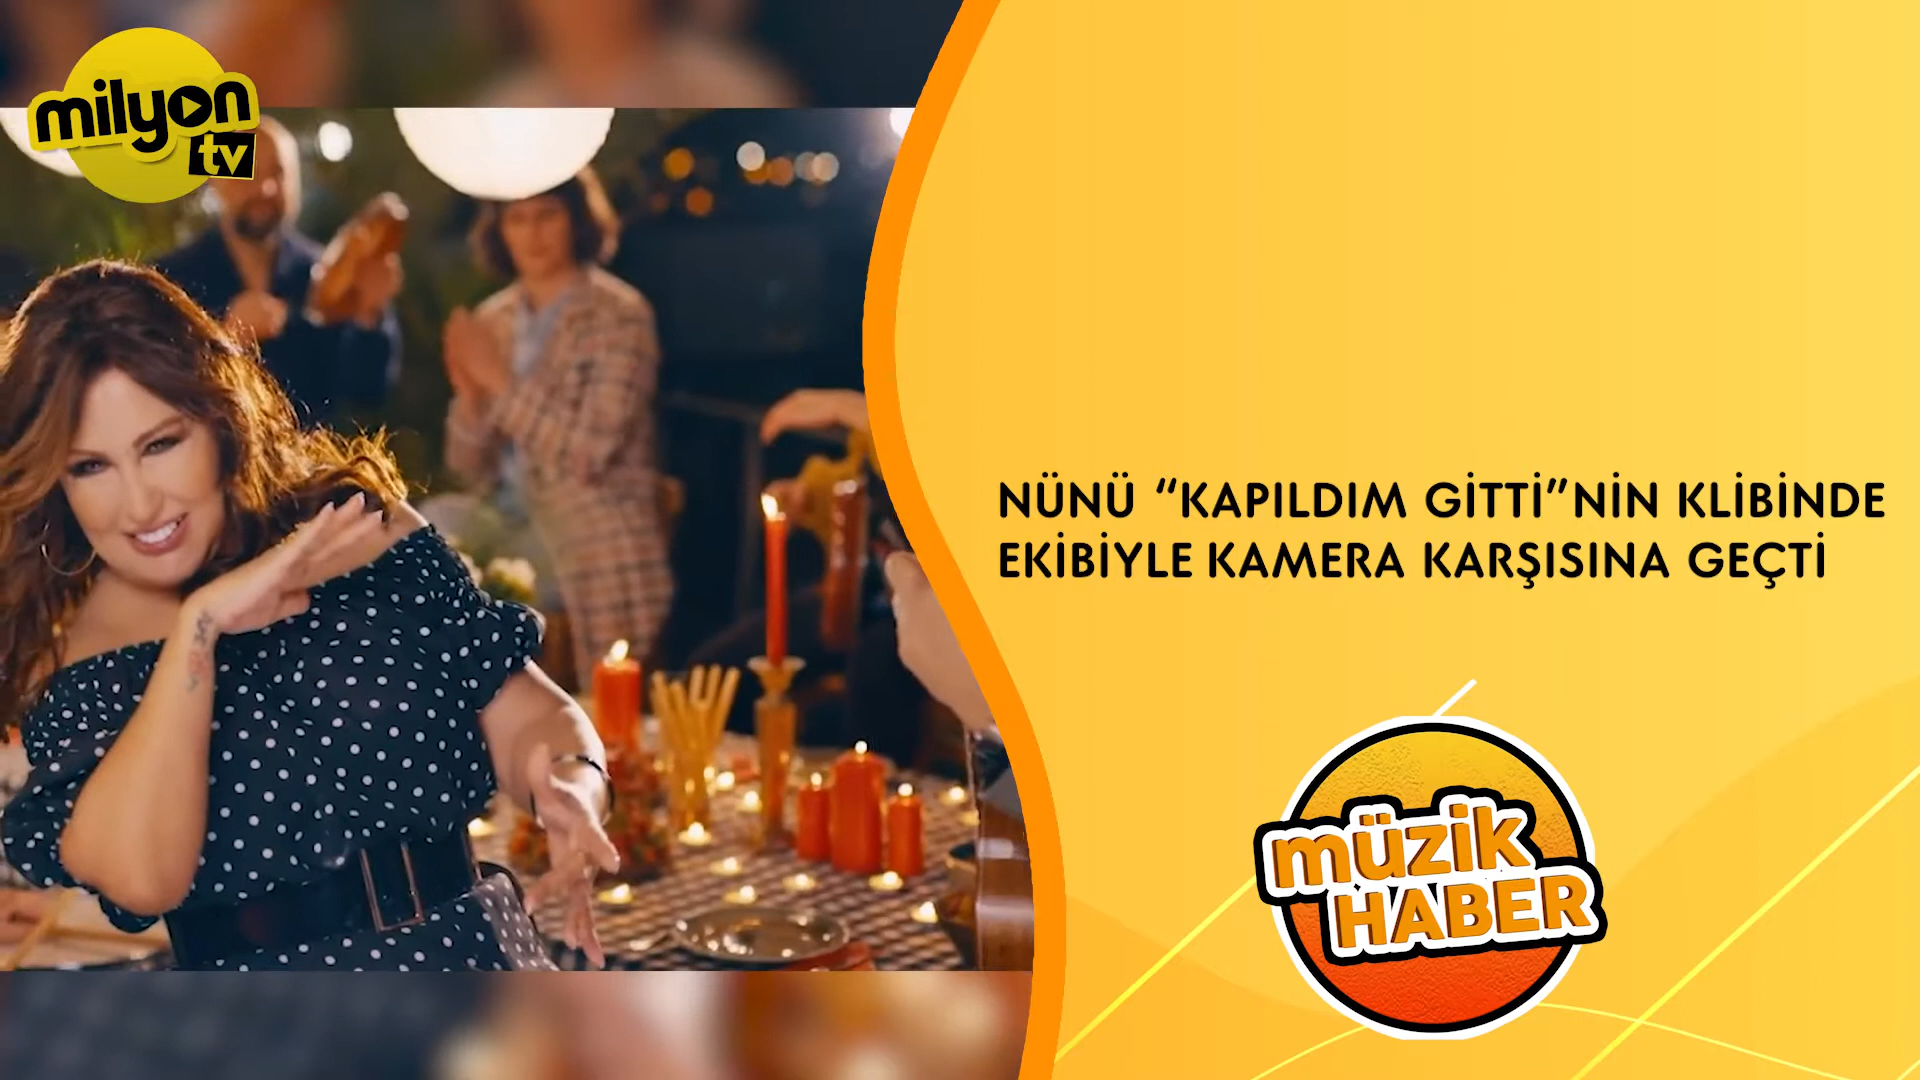 milyon
tv
NÜNÜ “KAPILDIM GİTTİ”NİN KLİBİNDE
EKİBİYLE KAMERA KARŞISINA GEÇTİ
müzik
HABER